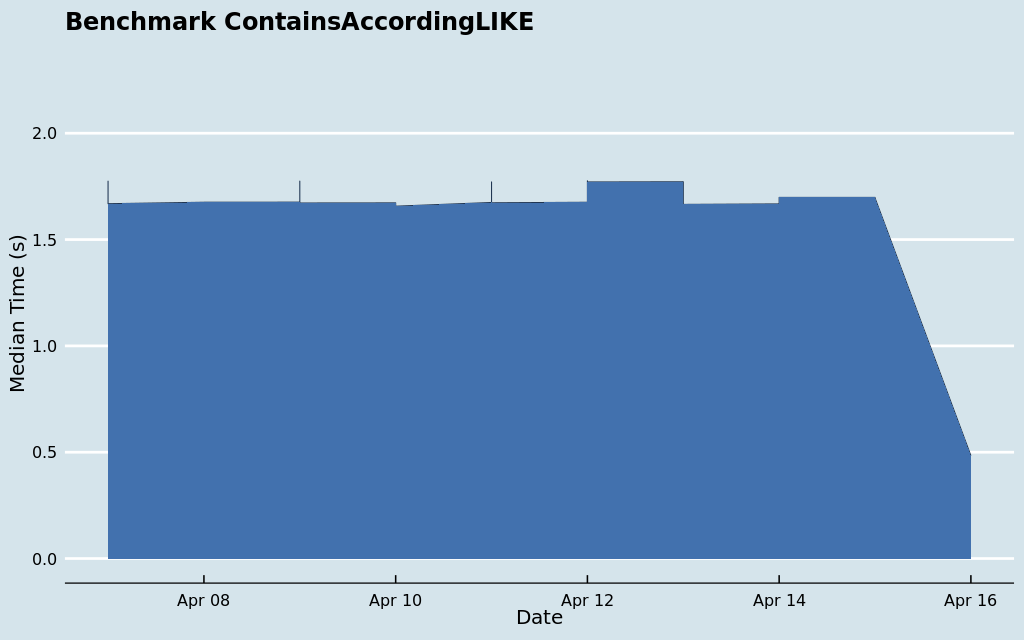 Benchmark ContainsAccordingLIKE
2.0
1.5
1.0
0.5
0.0
Median Time (s)
Apr 08 Apr 10 Apr 12 Apr 14 Apr 16
Date